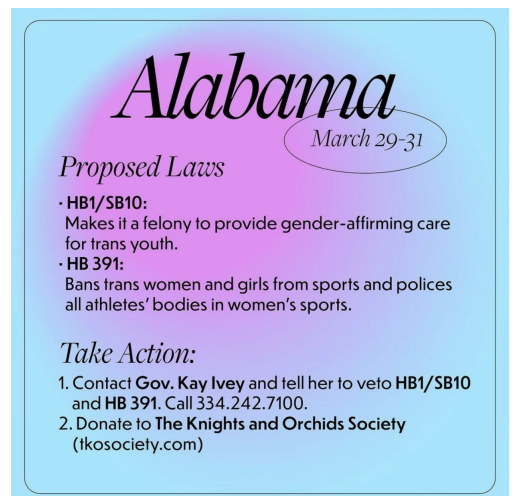 Alabama
March 29-31
Proposed Laws
· HB1/SB10:
Makes it a felony to provide gender-affirming care
for trans youth.
· HB 391:
Bans trans women and girls from sports and polices
all athletes' bodies in women's sports.
Take Action:
1. Contact Gov. Kay Ivey and tell her to veto HB1/SB10
and HB 391. Call 334.242.7100.
2. Donate to The Knights and Orchids Society
(tkosociety.com)